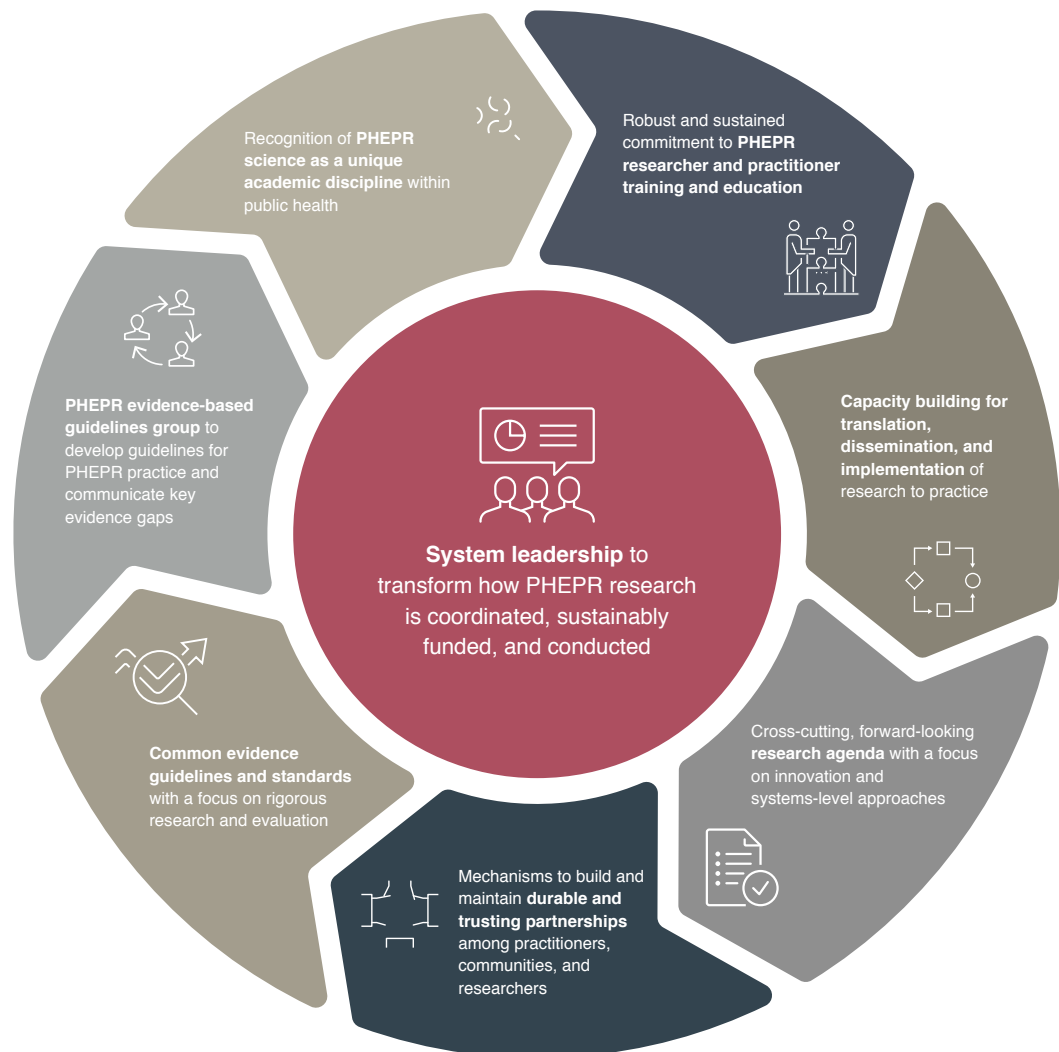 Recognition of PHEPR
science as a unique
academic discipline within
public health
Robust and sustained
commitment to PHEPR
researcher and practitioner
training and education
Capacity building for
translation,
dissemination, and
implementation of
research to practice
Cross-cutting, forward-looking
research agenda with a focus
on innovation and
systems-level approaches
Mechanisms to build and
maintain durable and
trusting partnerships
among practitioners,
communities, and
researchers
Common evidence
guidelines and standards
with a focus on rigorous
research and evaluation
PHEPR evidence-based
guidelines group to
develop guidelines for
PHEPR practice and
communicate key
evidence gaps
System leadership to
transform how PHEPR research
is coordinated, sustainably
funded, and conducted